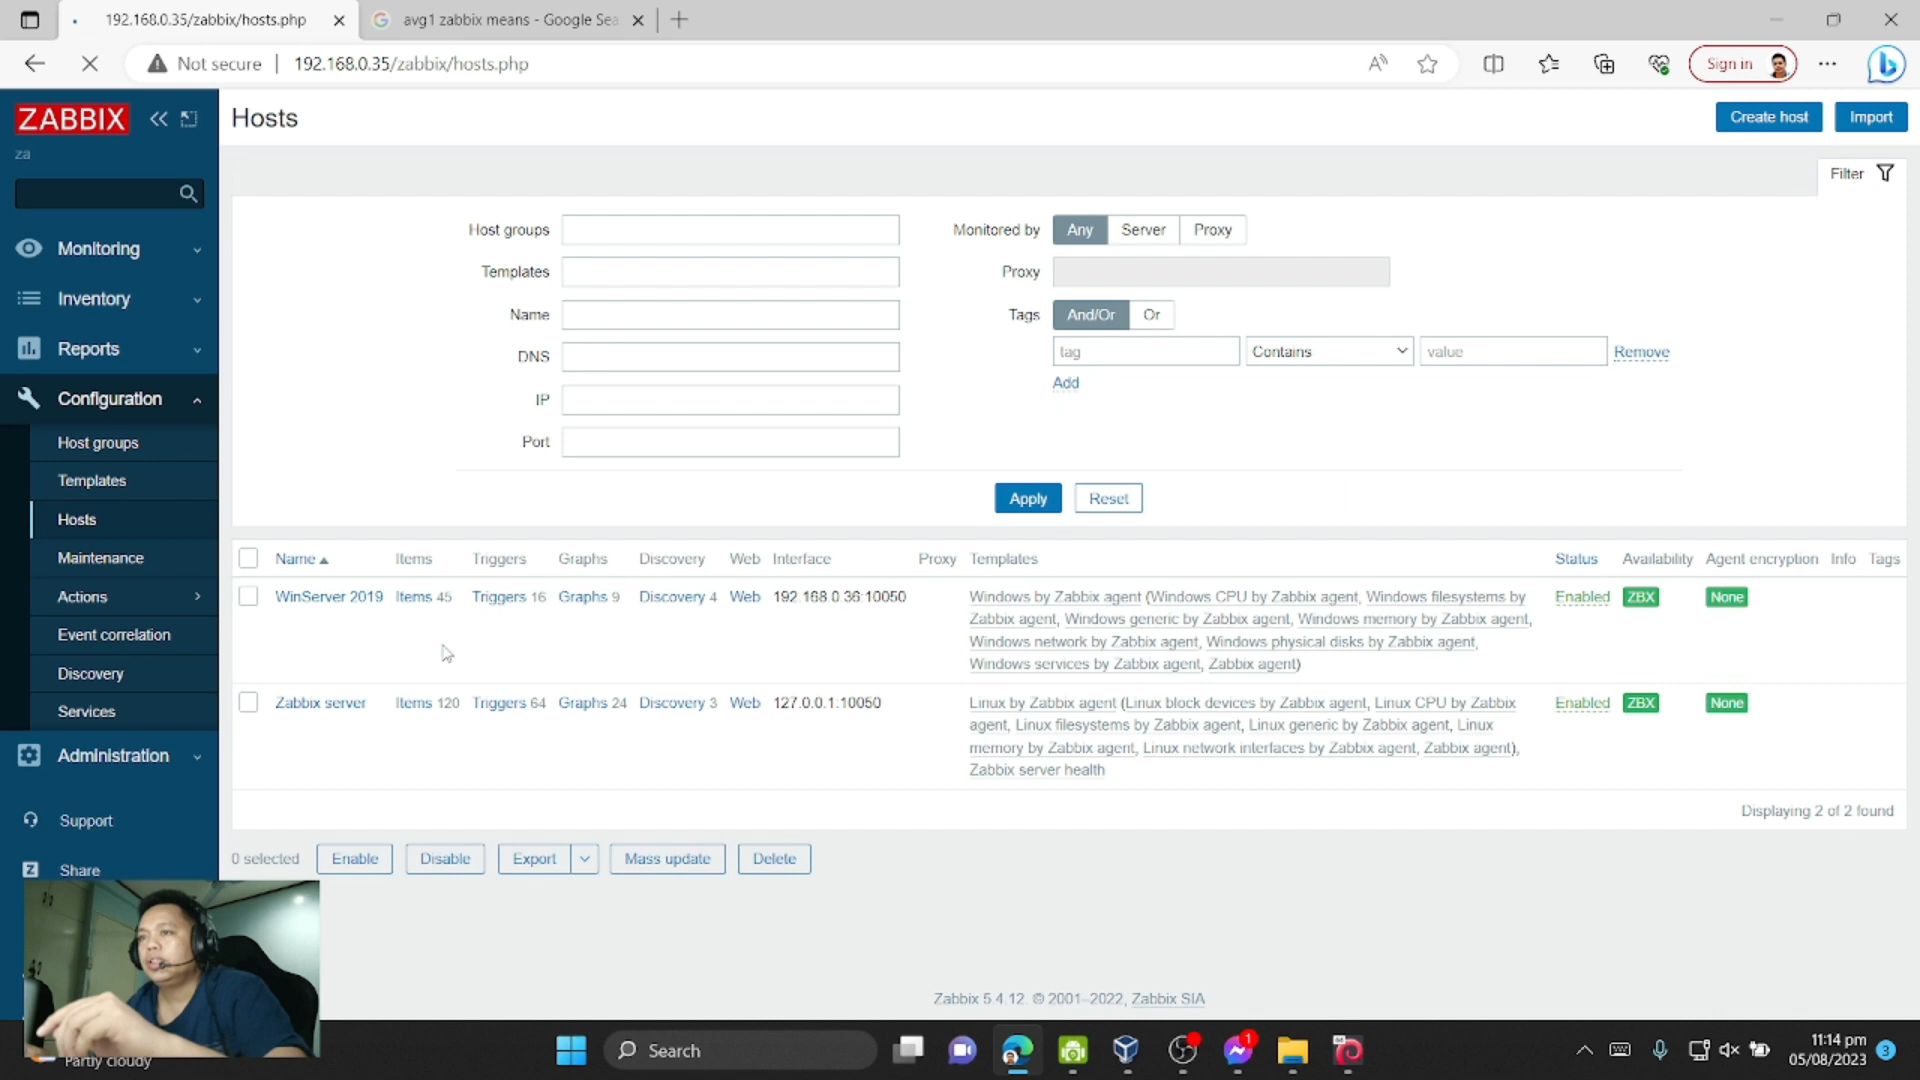 192.168.0.35/zabbix/hosts.php
avg1 zabbix means - Google Sea
Not secure
192.168.0.35/zabbix/hosts.php
Sign in
ZABBIX
za
Monitoring
Inventory
Reports
Configuration
Host groups
Templates
Hosts
Maintenance
Actions
Event correlation
Discovery
Services
Administration
Support
Share
Hosts
Create host
Import
Filter
Host groups
Templates
Name
DNS
IP
Port
Monitored by
Any
Server
Proxy
Proxy
Tags
And/Or
Or
tag
Contains
value
Remove
Add
Apply
Reset
Name Items Triggers Graphs Discovery Web Interface Proxy Templates Status Availability Agent encryption Info Tags
WinServer 2019 Items 45 Triggers 16 Graphs 9 Discovery 4 Web 192.168.0.36:10050 Windows by Zabbix agent (Windows CPU by Zabbix agent, Windows filesystems by Enabled ZBX None
Zabbix agent, Windows generic by Zabbix agent, Windows memory by Zabbix agent,
Windows network by Zabbix agent, Windows physical disks by Zabbix agent,
Windows services by Zabbix agent, Zabbix agent)
Zabbix server Items 120 Triggers 64 Graphs 24 Discovery 3 Web 127.0.0.1:10050 Linux by Zabbix agent (Linux block devices by Zabbix agent, Linux CPU by Zabbix Enabled ZBX None
agent, Linux filesystems by Zabbix agent, Linux generic by Zabbix agent, Linux
memory by Zabbix agent, Linux network interfaces by Zabbix agent, Zabbix agent),
Zabbix server health
Displaying 2 of 2 found
0 selected Enable Disable Export Mass update Delete
Zabbix 5.4.12. © 2001–2022, Zabbix SIA
Partly cloudy
Search
1
11:14 pm
05/08/2023
3